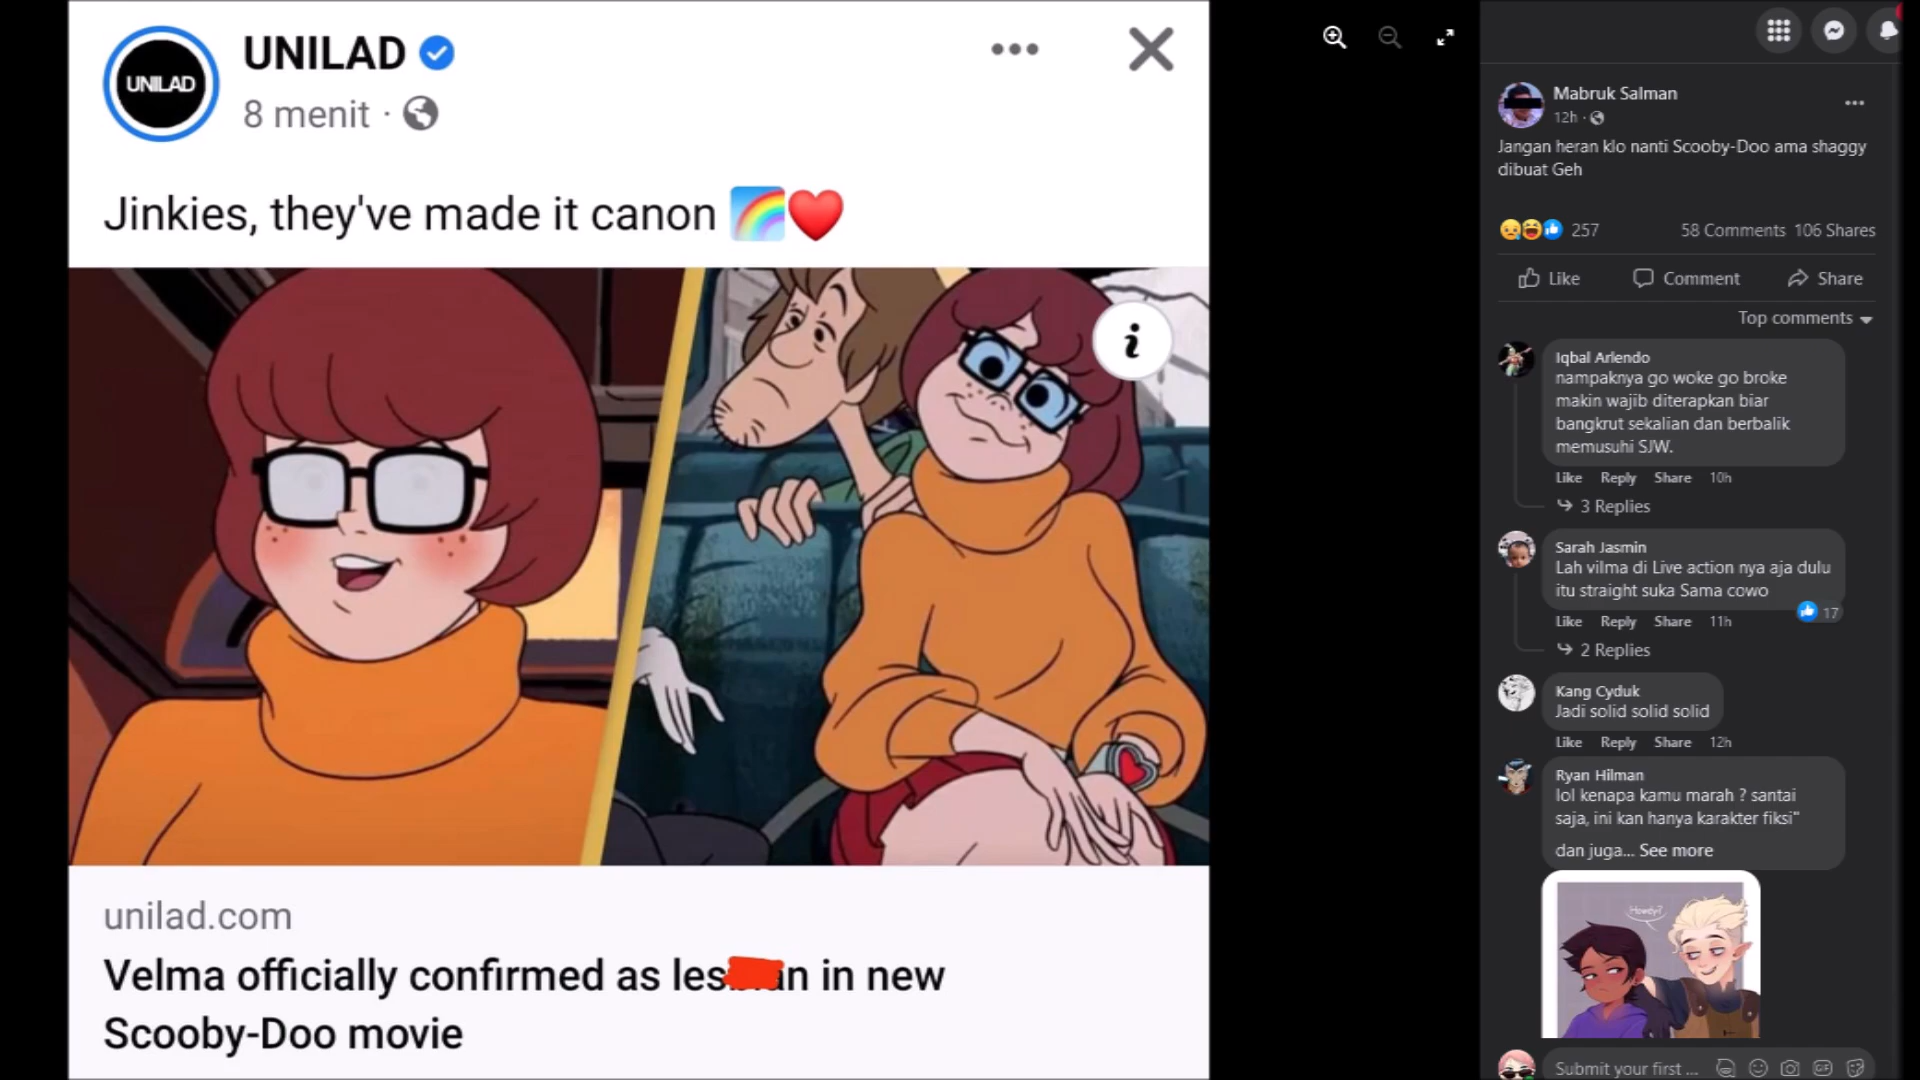 UNILAD
UNILAD
8 menit ·
Jinkies, they've made it canon 🌈❤️
unilad.com
Velma officially confirmed as les n in new
Scooby-Doo movie
Mabruk Salman
12h ·
Jangan heran klo nanti Scooby-Doo ama shaggy
dibuat Geh
257
58 Comments 106 Shares
Like Comment Share
Top comments
Iqbal Arlendo
nampaknya go woke go broke
makin wajib diterapkan biar
bangkrut sekalian dan berbalik
memusuhi SJW.
Like Reply Share 10h
3 Replies
Sarah Jasmin
Lah vilma di Live action nya aja dulu
itu straight suka Sama cowo
17
Like Reply Share 11h
2 Replies
Kang Cyduk
Jadi solid solid solid
Like Reply Share 12h
Ryan Hilman
lol kenapa kamu marah ? santai
saja, ini kan hanya karakter fiksi"
dan juga... See more
Howdy?
Submit your first ...